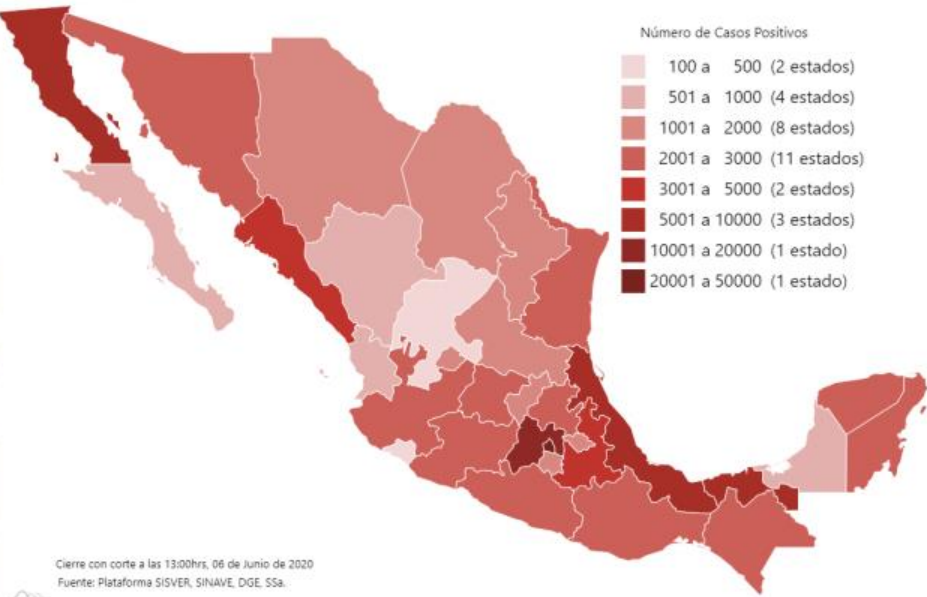 Número de Casos Positivos
100 a 500 (2 estados)
501 a 1000 (4 estados)
1001 a 2000 (8 estados)
2001 a 3000 (11 estados)
3001 a 5000 (2 estados)
5001 a 10000 (3 estados)
10001 a 20000 (1 estado)
20001 a 50000 (1 estado)
Cierre con corte a las 13:00hrs, 06 de Junio de 2020
Fuente: Plataforma SISVER, SINAVE, DGE, SSa.